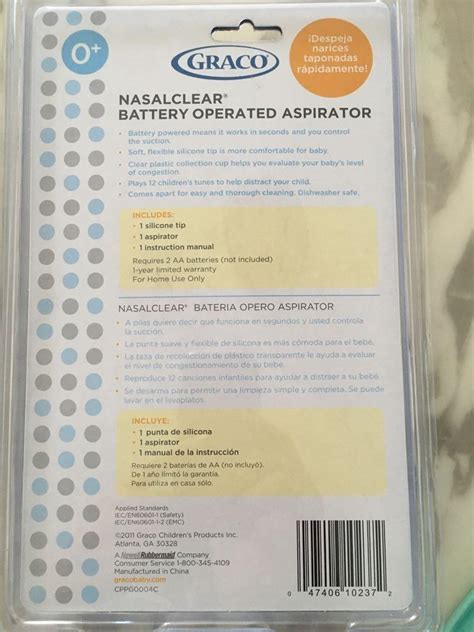 0+
GRACO®
¡Despeja
narices
taponadas
rápidamente!
NASALCLEAR®
BATTERY OPERATED ASPIRATOR
• Battery powered means it works in seconds and you control
the suction.
• Soft, flexible silicone tip is more comfortable for baby.
• Clear plastic collection cup helps you evaluate your baby's level
of congestion.
• Plays 12 children's tunes to help distract your child.
• Comes apart for easy and thorough cleaning. Dishwasher safe.
INCLUDES:
• 1 silicone tip
• 1 aspirator
• 1 instruction manual
Requires 2 AA batteries (not included)
1-year limited warranty
For Home Use Only
NASALCLEAR® BATERIA OPERO ASPIRATOR
• A pilas quiere decir que funciona en segundos y usted controla
la succión.
• La punta suave y flexible de silicona es más cómoda para el bebé.
• La taza de recolección de plástico transparente le ayuda a evaluar
el nivel de congestionamiento de su bebé.
• Reproduce 12 canciones infantiles para ayudar a distraer a su bebé.
• Se desarma para permitir una limpieza simple y completa. Se puede
lavar en el lavaplatos.
INCLUYE:
• 1 punta de silicona
• 1 aspirator
• 1 manual de la instrucción
Requiere 2 baterías de AA (no incluyó).
De 1 año limitó la garantía.
Para utiliza en casa sólo.
Applied Standards
IEC/EN60601-1 (Safety)
IEC/EN60601-1-2 (EMC)
©2011 Graco Children's Products Inc.
Atlanta, GA 30328
A NewellRubbermaid Company
Consumer Service 1-800-345-4109
Manufactured in China
gracobaby.com
CPPG0004C
0 47406 10237 2